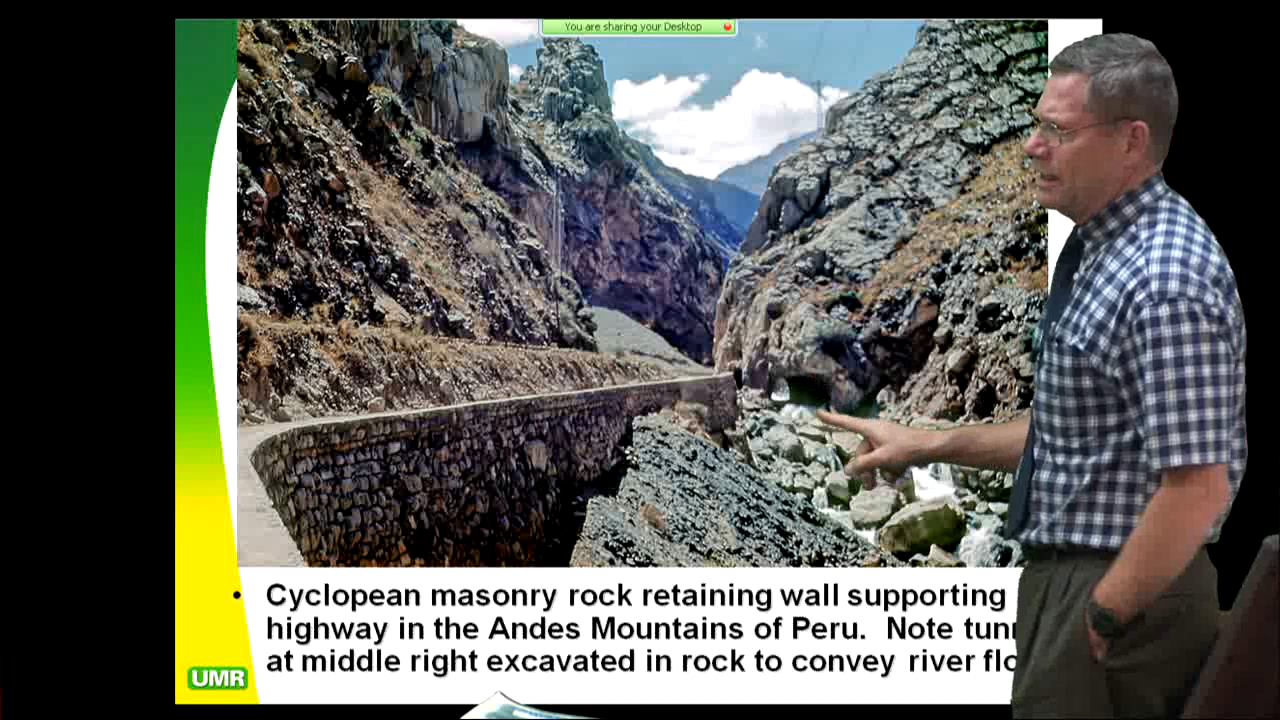 You are sharing your Desktop
• Cyclopean masonry rock retaining wall supporting
highway in the Andes Mountains of Peru. Note
at middle right excavated in rock to convey river
UMR